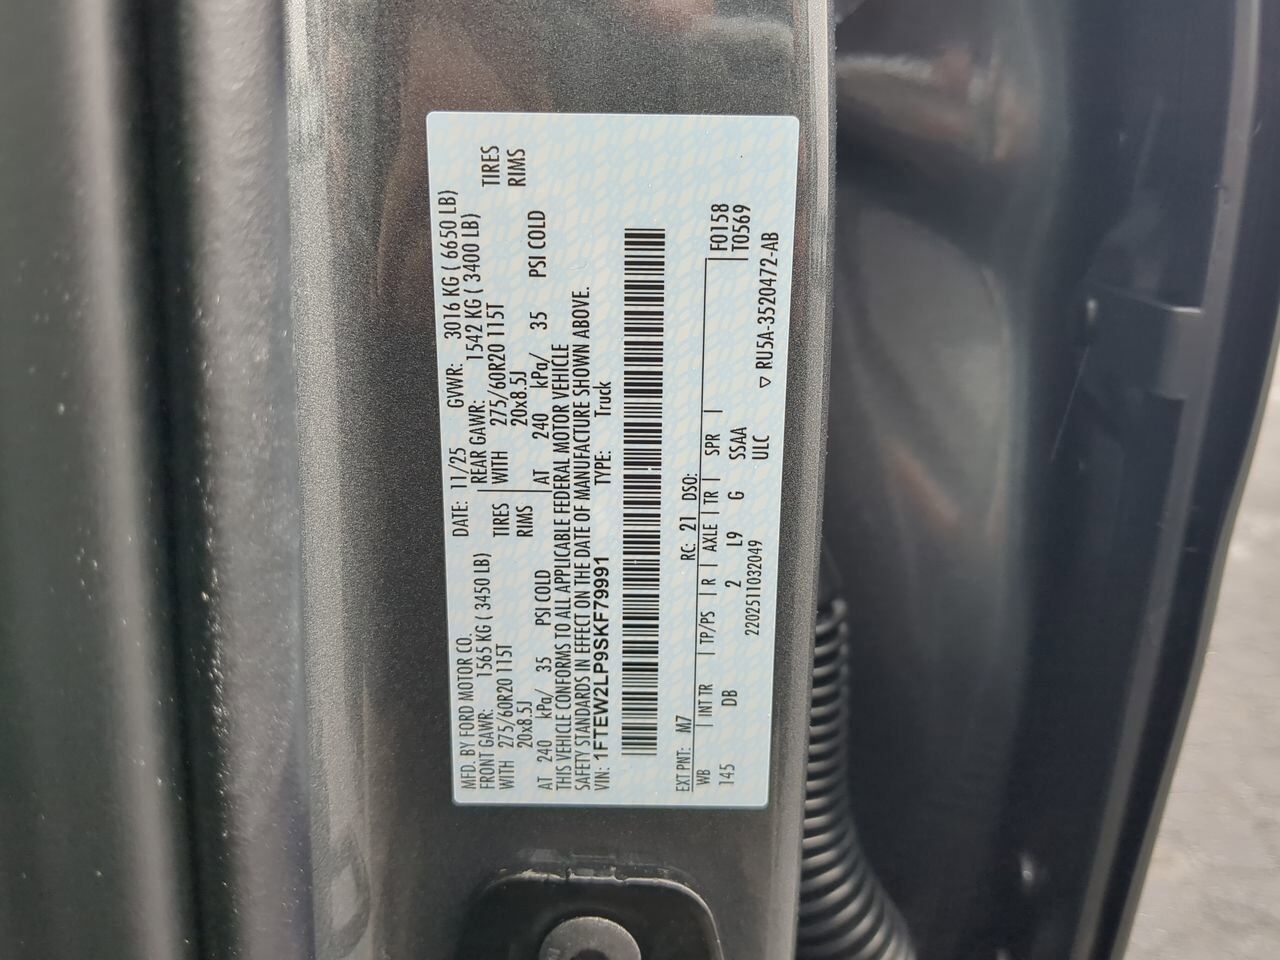 MFD. BY FORD MOTOR CO. DATE: 11/25 GVWR: 3016 KG ( 6650 LB)
FRONT GAWR: 1565 KG ( 3450 LB) REAR GAWR: 1542 KG ( 3400 LB)
WITH 275/60R20 115T TIRES WITH 275/60R20 115T TIRES
20x8.5J RIMS 20x8.5J RIMS
AT 240 kPa/ 35 PSI COLD AT 240 kPa/ 35 PSI COLD
THIS VEHICLE CONFORMS TO ALL APPLICABLE FEDERAL MOTOR VEHICLE
SAFETY STANDARDS IN EFFECT ON THE DATE OF MANUFACTURE SHOWN ABOVE.
VIN: 1FTEW2LP9SKF79991 TYPE: Truck
EXT PNT: M7 RC: 21 DSO:
WB | INT TR | TP/PS | R | AXLE | TR | SPR | F0158
145 DB 2 L9 G SSAA T0569
2202511032049 ULC ▽ RU5A-3520472-AB